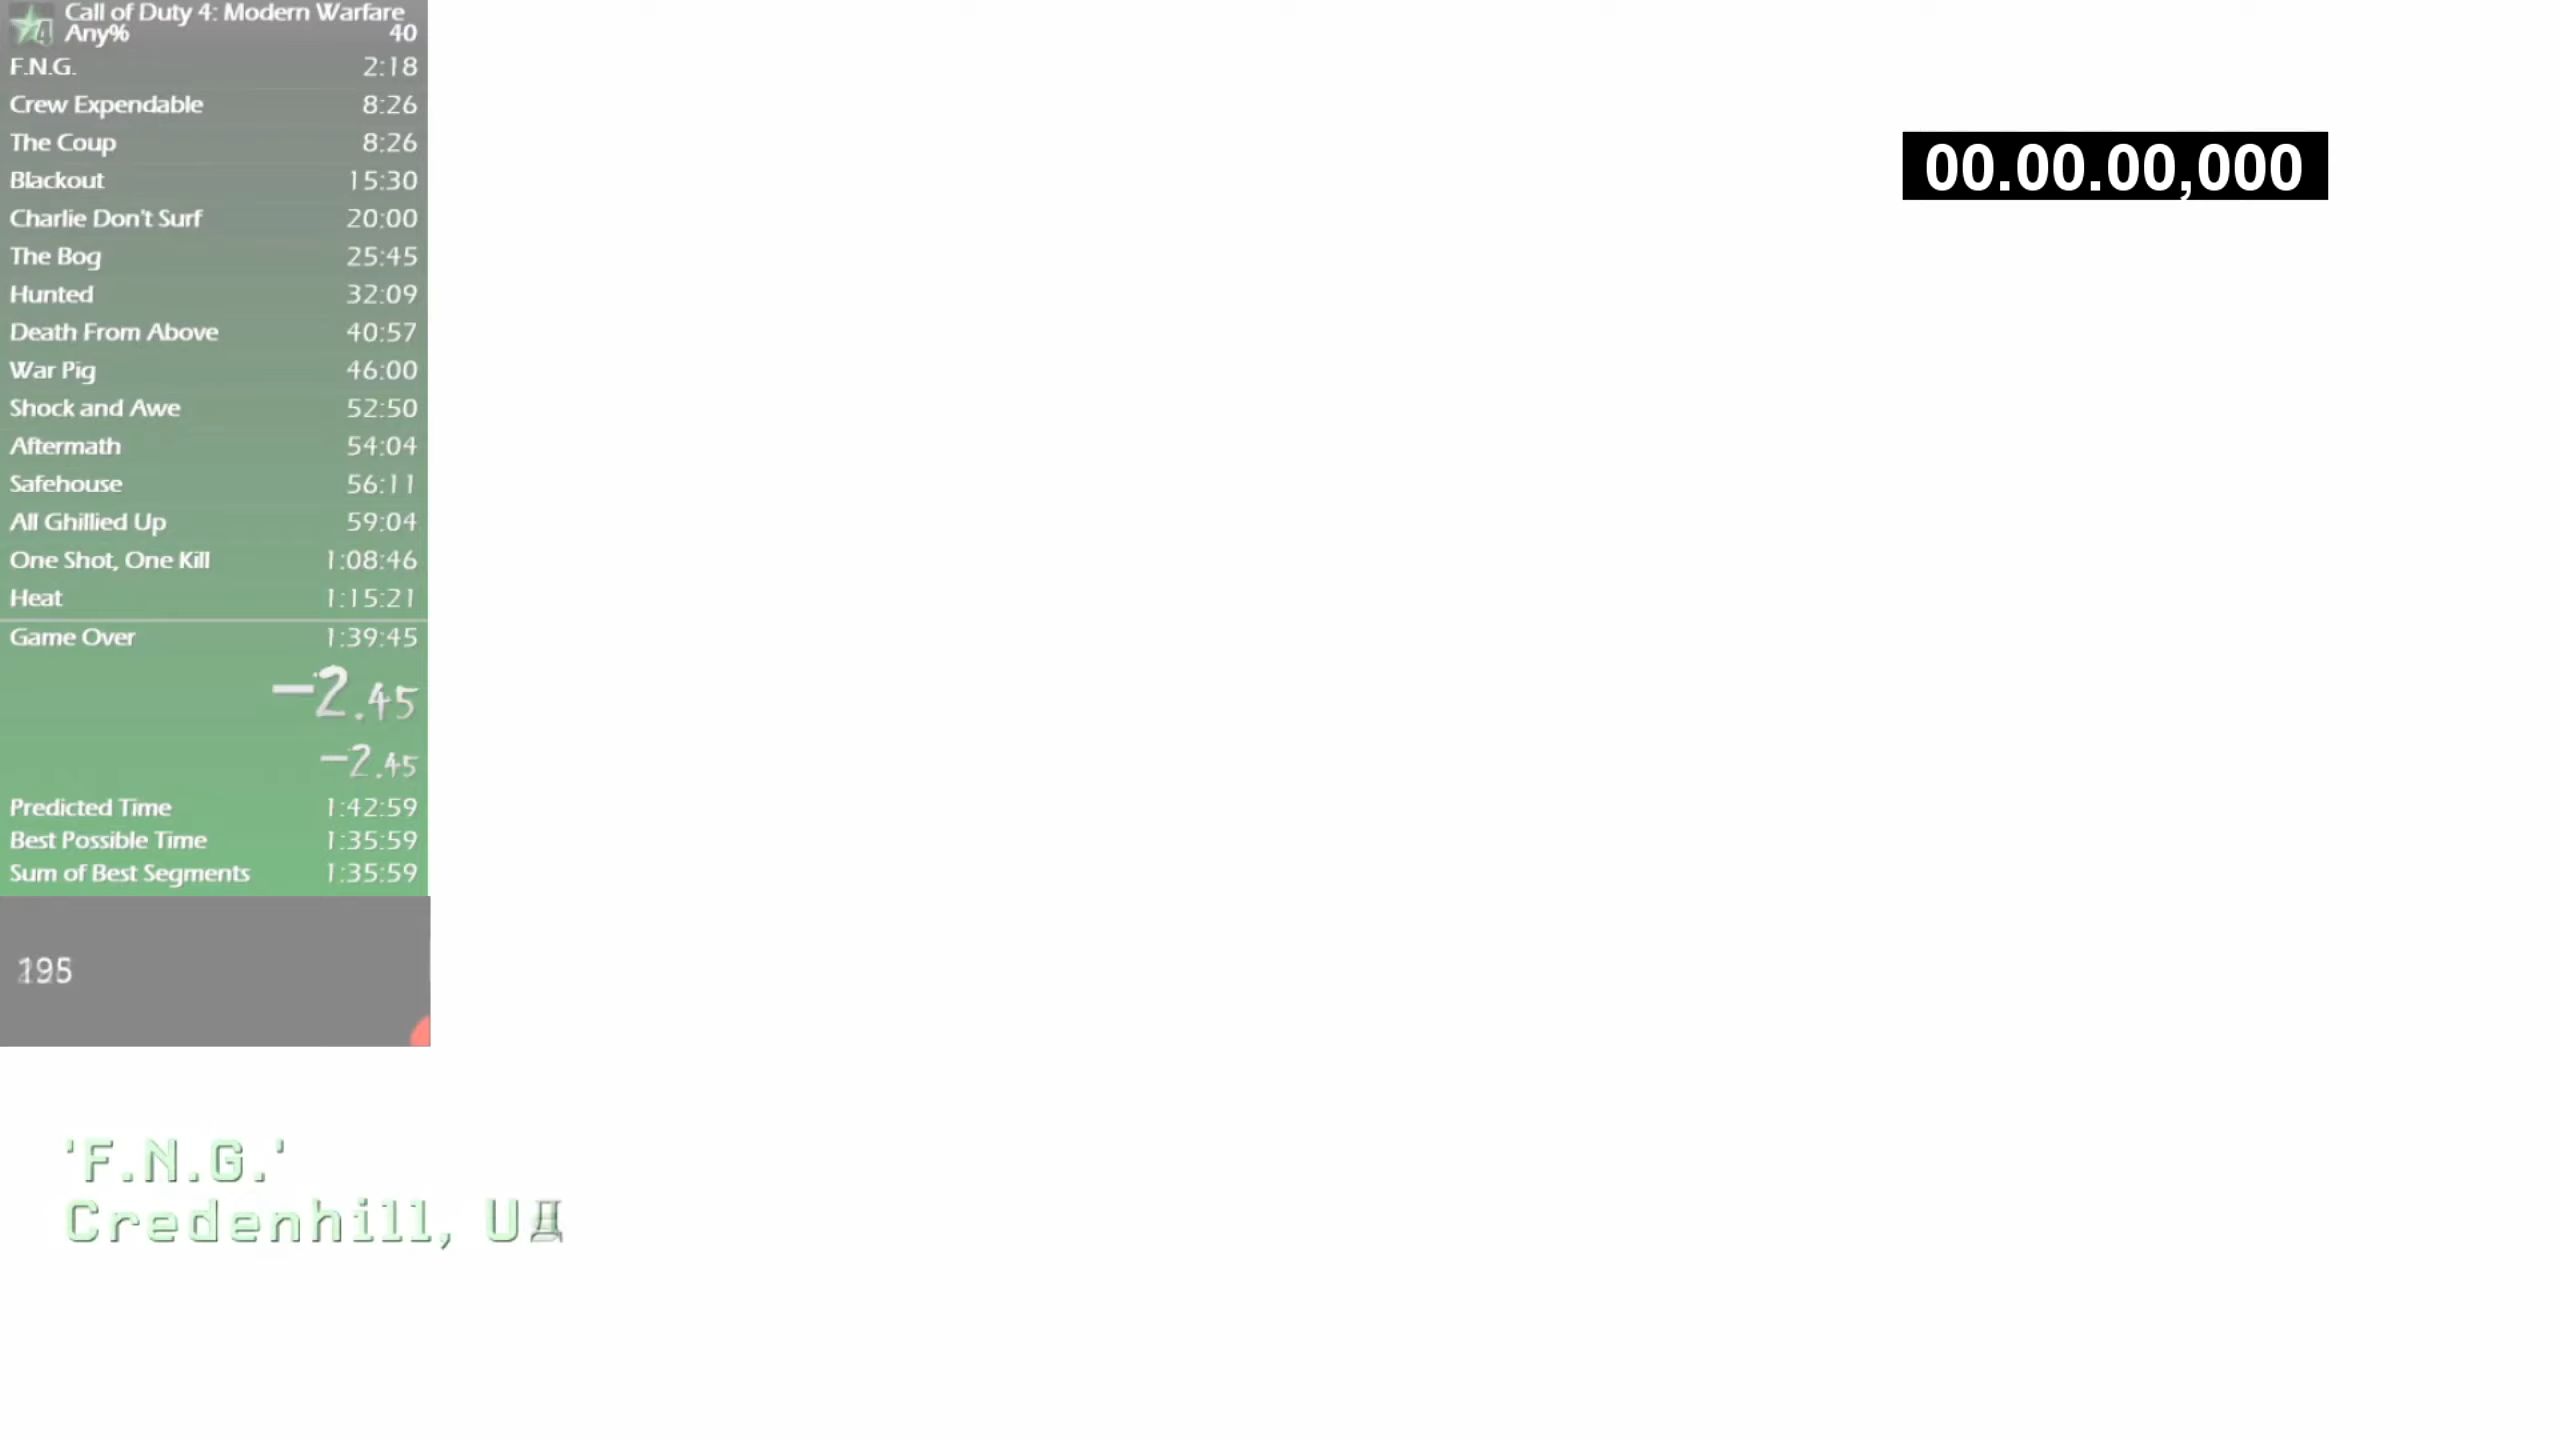 Call of Duty 4: Modern Warfare
Any% 40
F.N.G. 2:18
Crew Expendable 8:26
The Coup 8:26
Blackout 15:30
Charlie Don't Surf 20:00
The Bog 25:45
Hunted 32:09
Death From Above 40:57
War Pig 46:00
Shock and Awe 52:50
Aftermath 54:04
Safehouse 56:11
All Ghillied Up 59:04
One Shot, One Kill 1:08:46
Heat 1:15:21
Game Over 1:39:45
−2.45
−2.45
Predicted Time 1:42:59
Best Possible Time 1:35:59
Sum of Best Segments 1:35:59
195
00.00.00,000
'F.N.G.'
Credenhill, U